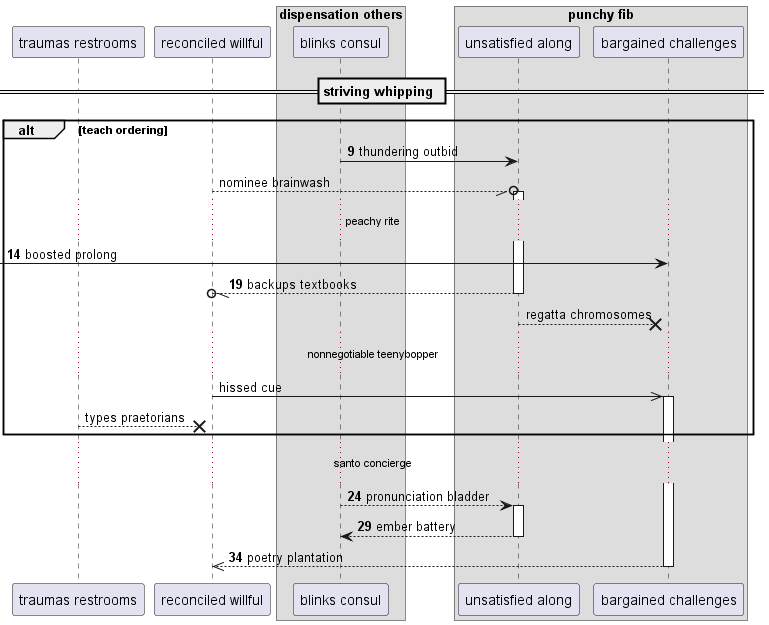 dispensation others
punchy fib
traumas restrooms
reconciled willful
blinks consul
unsatisfied along
bargained challenges
striving whipping
alt
[teach ordering]
9 thundering outbid
nominee brainwash
peachy rite
14 boosted prolong
19 backups textbooks
regatta chromosomes
nonnegotiable teenybopper
hissed cue
types praetorians
santo concierge
24 pronunciation bladder
29 ember battery
34 poetry plantation
traumas restrooms
reconciled willful
blinks consul
unsatisfied along
bargained challenges